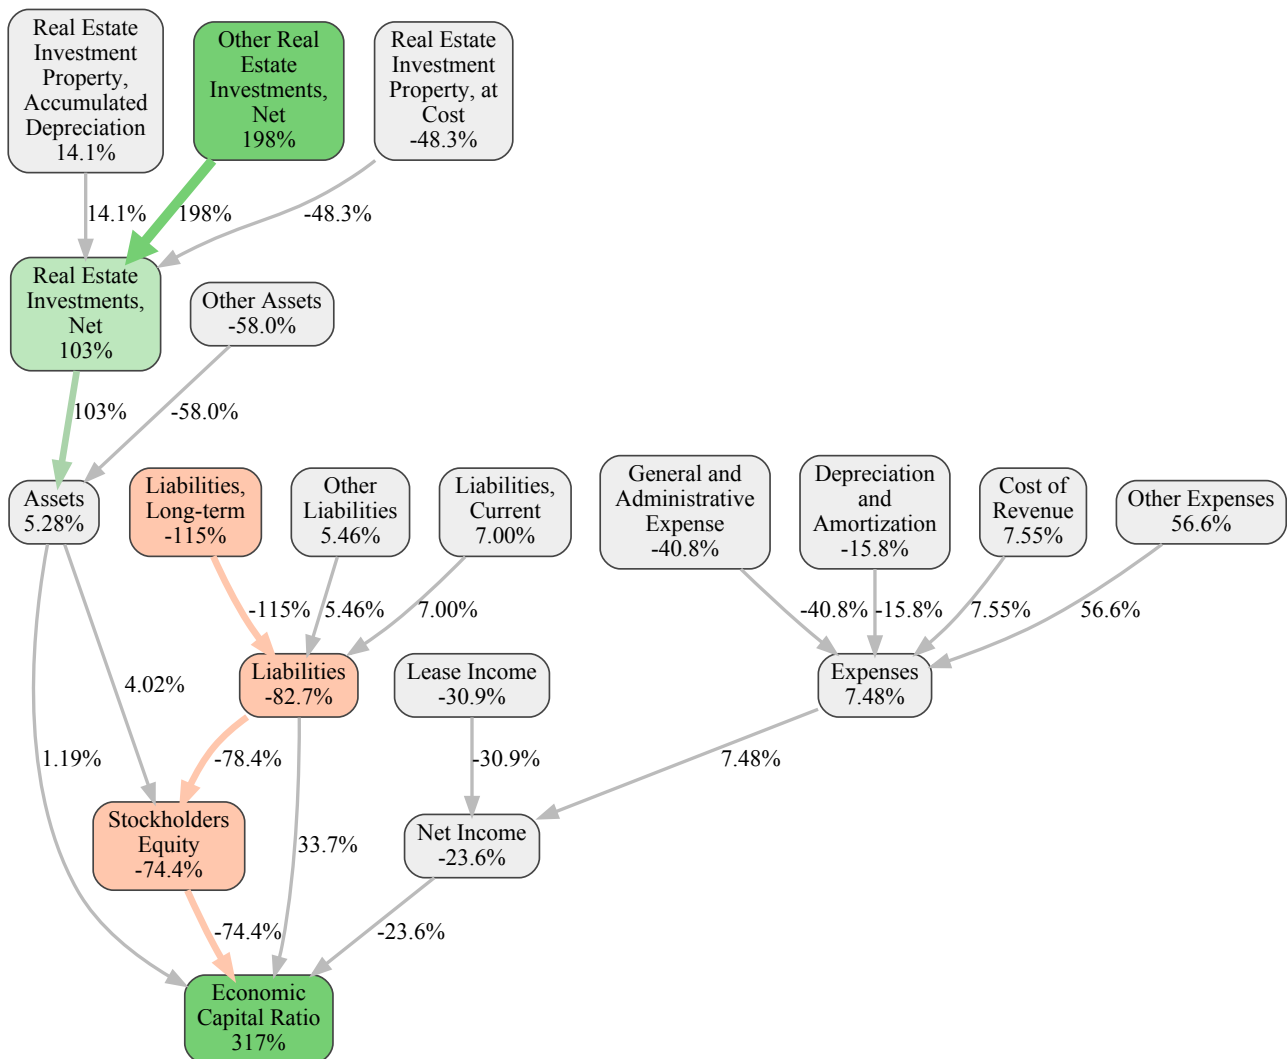 Real Estate
Investment
Property,
Accumulated
Depreciation
14.1%
Other Real
Estate
Investments,
Net
198%
Real Estate
Investment
Property, at
Cost
-48.3%
14.1%
198%
-48.3%
Real Estate
Investments,
Net
103%
Other Assets
-58.0%
103%
-58.0%
Assets
5.28%
Liabilities,
Long-term
-115%
Other
Liabilities
5.46%
Liabilities,
Current
7.00%
General and
Administrative
Expense
-40.8%
Depreciation
and
Amortization
-15.8%
Cost of
Revenue
7.55%
Other Expenses
56.6%
-115%
5.46%
7.00%
-40.8%
-15.8%
7.55%
56.6%
Liabilities
-82.7%
Lease Income
-30.9%
Expenses
7.48%
4.02%
1.19%
-78.4%
-30.9%
7.48%
Stockholders
Equity
-74.4%
33.7%
Net Income
-23.6%
-74.4%
-23.6%
Economic
Capital Ratio
317%